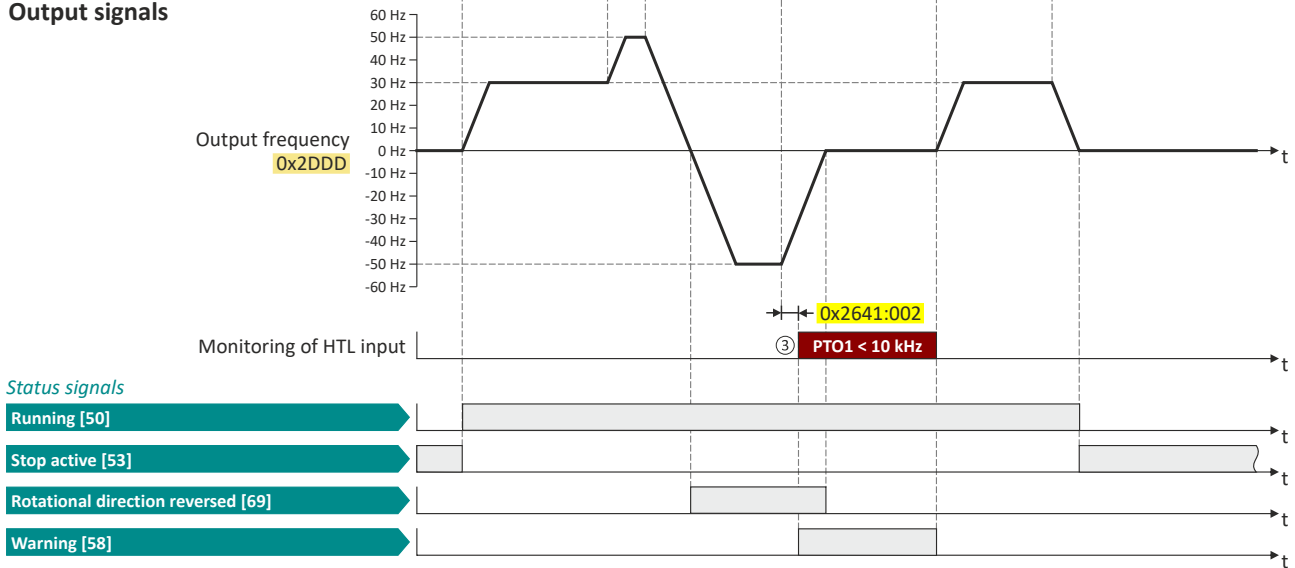 Output signals
60 Hz
50 Hz
40 Hz
30 Hz
20 Hz
10 Hz
0 Hz
-10 Hz
-20 Hz
-30 Hz
-40 Hz
-50 Hz
-60 Hz
Output frequency
0x2DDD
t
0x2641:002
Monitoring of HTL input
③ PTO1 < 10 kHz
t
Status signals
Running [50]
t
Stop active [53]
t
Rotational direction reversed [69]
t
Warning [58]
t